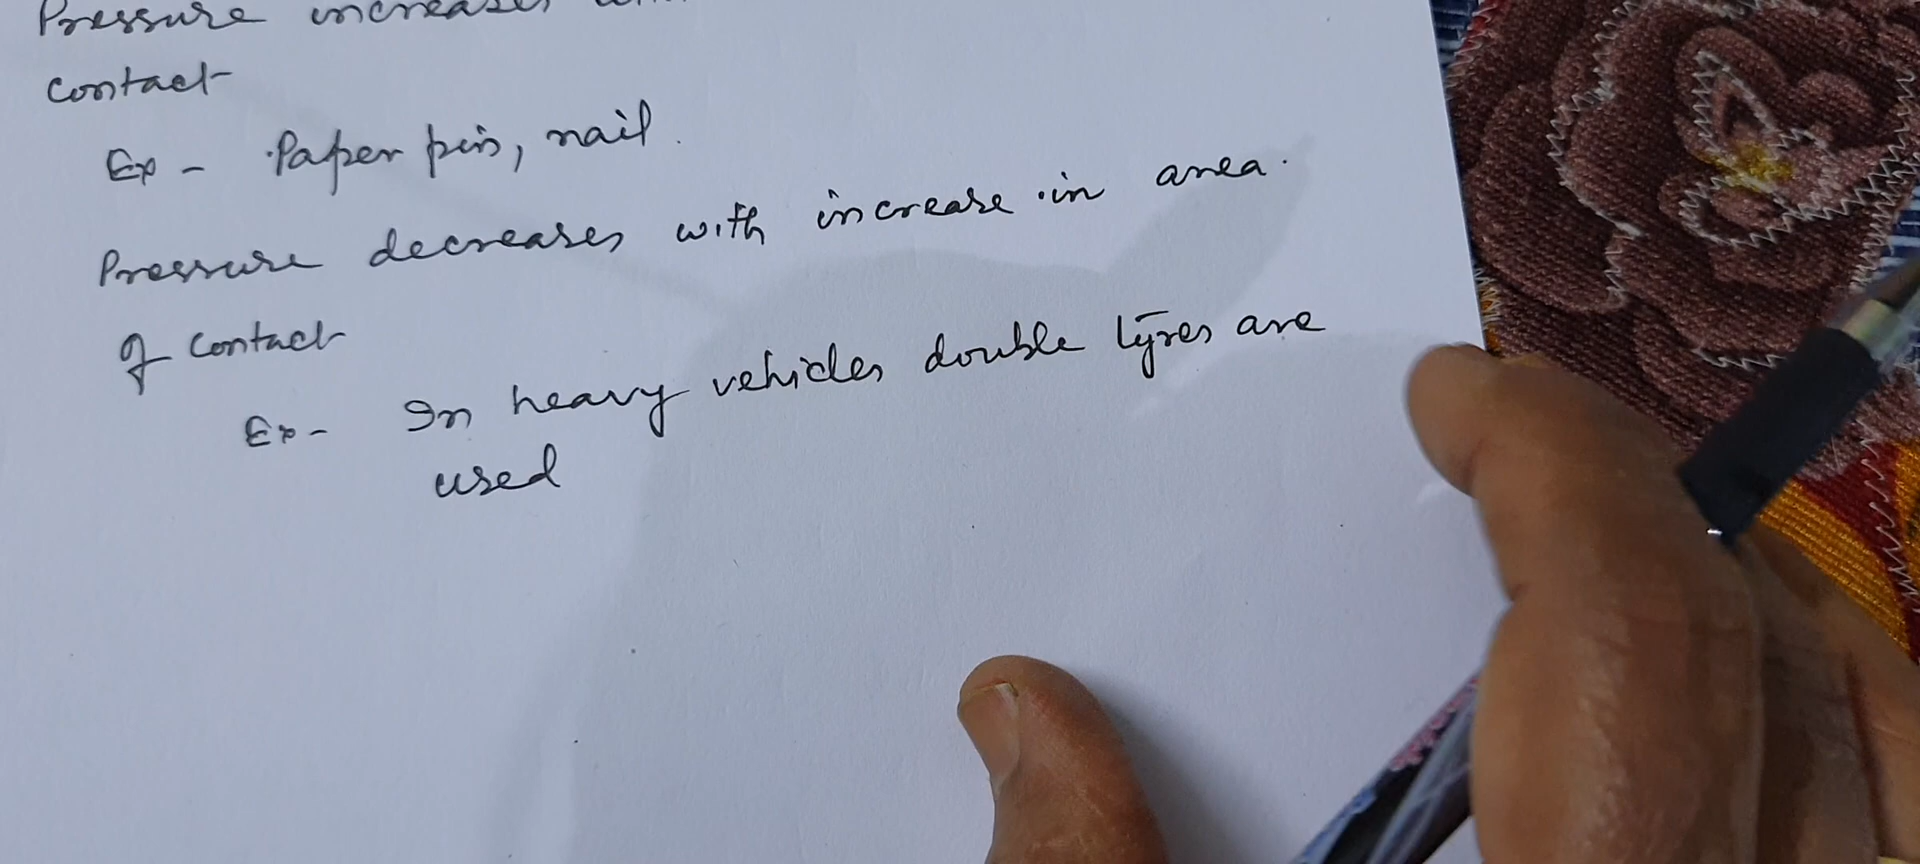 Pressure increases
contact
Ex - Paper pin, nail.
Pressure decreases with increase in area.
of contact
Ex - In heavy vehicles double tyres are
used